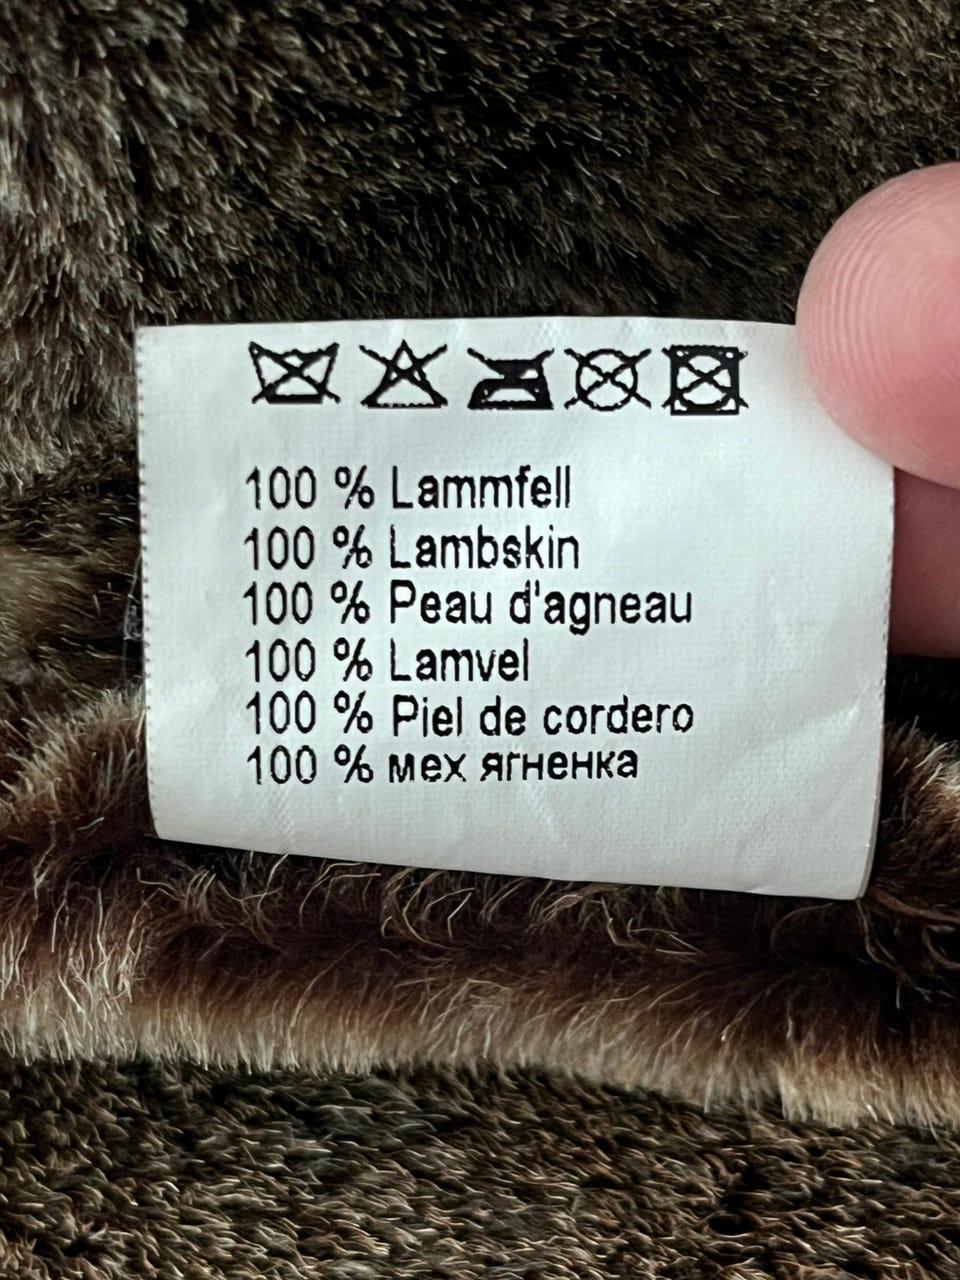 100 % Lammfell
100 % Lambskin
100 % Peau d'agneau
100 % Lamvel
100 % Piel de cordero
100 % мех ягненка